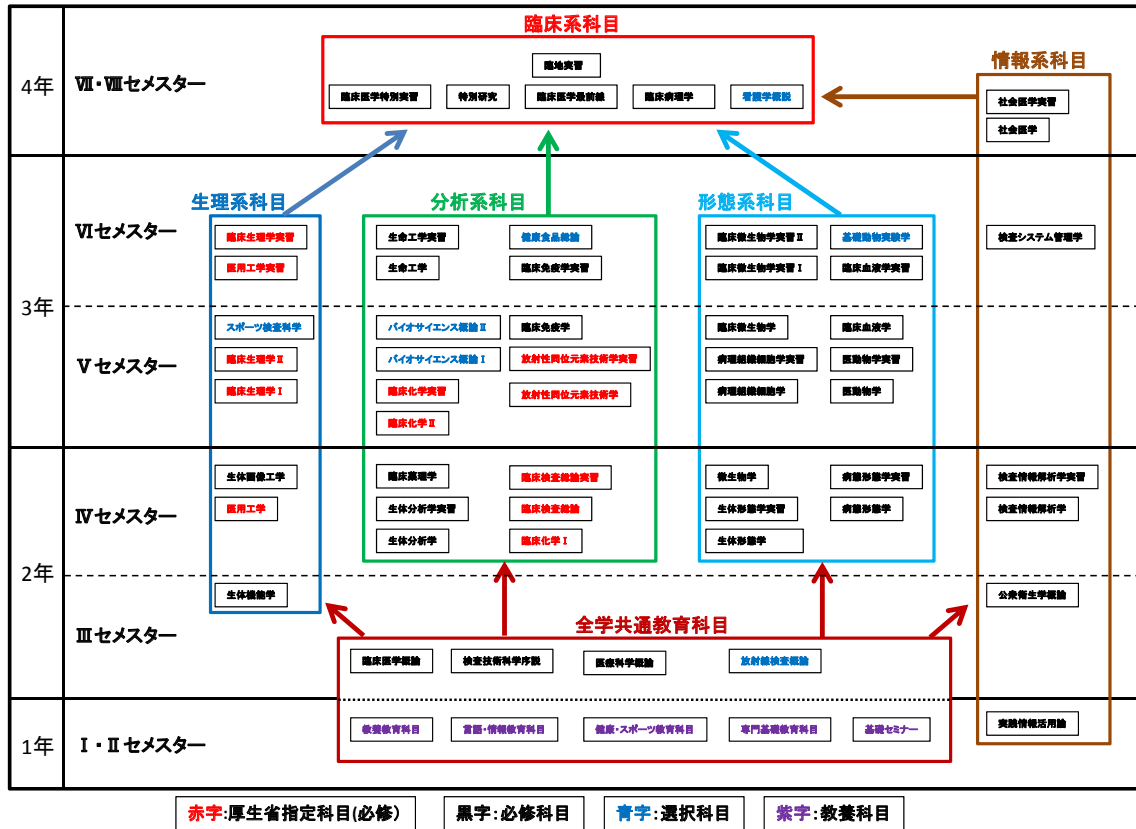 臨床系科目
4年
Ⅶ・Ⅷセメスター
臨地実習
臨床医学特別実習
特別研究
臨床医学最前線
臨床病理学
看護学概説
情報系科目
社会医学実習
社会医学
3年
生理系科目
分析系科目
形態系科目
Ⅵセメスター
臨床生理学実習
医用工学実習
生命工学実習
健康食品総論
生命工学
臨床免疫学実習
臨床微生物学実習Ⅱ
基礎動物実験学
臨床微生物学実習Ⅰ
臨床血液学実習
検査システム管理学
Ⅴセメスター
スポーツ検査科学
臨床生理学Ⅱ
臨床生理学Ⅰ
バイオサイエンス概論Ⅱ
臨床免疫学
バイオサイエンス概論Ⅰ
放射性同位元素技術学実習
臨床化学実習
放射性同位元素技術学
臨床化学Ⅱ
臨床微生物学
臨床血液学
病理組織細胞学実習
医動物学実習
病理組織細胞学
医動物学
2年
Ⅳセメスター
生体画像工学
医用工学
臨床薬理学
臨床検査総論実習
生体分析学実習
臨床検査総論
生体分析学
臨床化学Ⅰ
微生物学
病態形態学実習
生体形態学実習
病態形態学
生体形態学
検査情報解析学実習
検査情報解析学
Ⅲセメスター
生体機能学
公衆衛生学概論
全学共通教育科目
臨床医学概論
検査技術科学序説
医療科学概論
放射線検査概論
1年
Ⅰ・Ⅱセメスター
教養教育科目
言語・情報教育科目
健康・スポーツ教育科目
専門基礎教育科目
基礎セミナー
実践情報活用論
赤字:厚生省指定科目(必修)
黒字:必修科目
青字:選択科目
紫字:教養科目